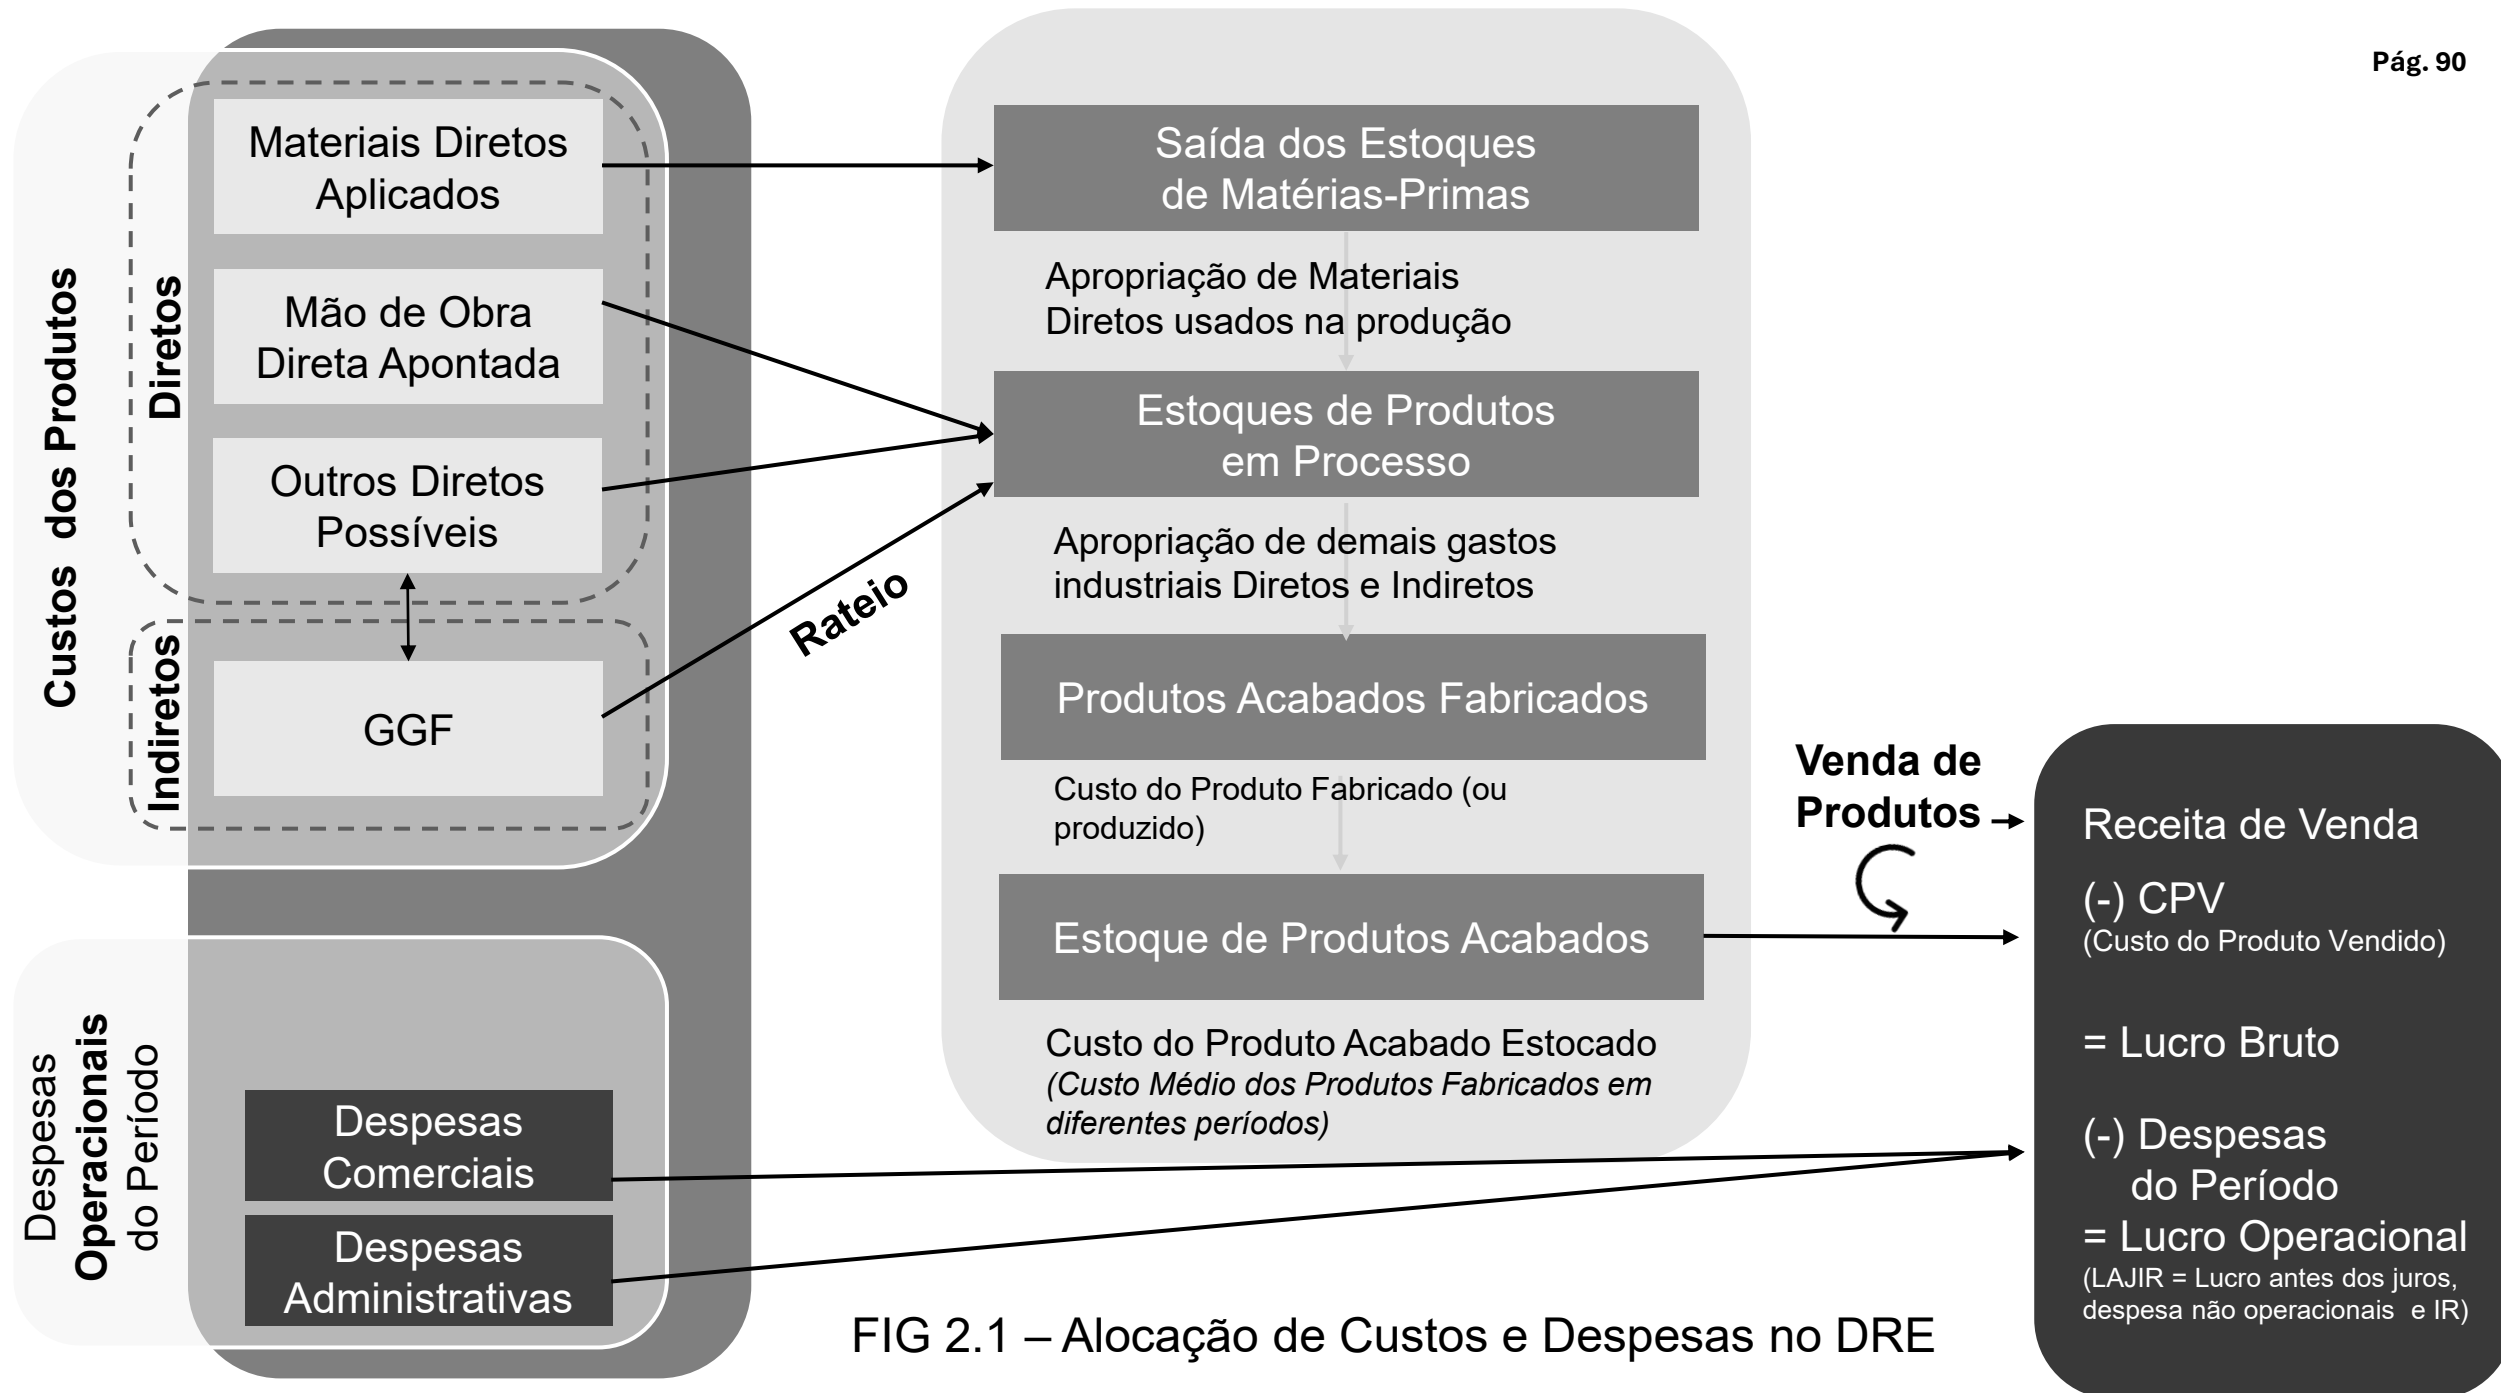 Pág. 90
Custos dos Produtos
Diretos
Materiais Diretos
Aplicados
Mão de Obra
Direta Apontada
Outros Diretos
Possíveis
Indiretos
GGF
Rateio
Despesas
Operacionais
do Período
Despesas
Comerciais
Despesas
Administrativas
Saída dos Estoques
de Matérias-Primas
Apropriação de Materiais
Diretos usados na produção
Estoques de Produtos
em Processo
Apropriação de demais gastos
industriais Diretos e Indiretos
Produtos Acabados Fabricados
Custo do Produto Fabricado (ou
produzido)
Estoque de Produtos Acabados
Custo do Produto Acabado Estocado
(Custo Médio dos Produtos Fabricados em
diferentes períodos)
Venda de
Produtos
Receita de Venda
(-) CPV
(Custo do Produto Vendido)
= Lucro Bruto
(-) Despesas
do Período
= Lucro Operacional
(LAJIR = Lucro antes dos juros,
despesa não operacionais e IR)
FIG 2.1 – Alocação de Custos e Despesas no DRE